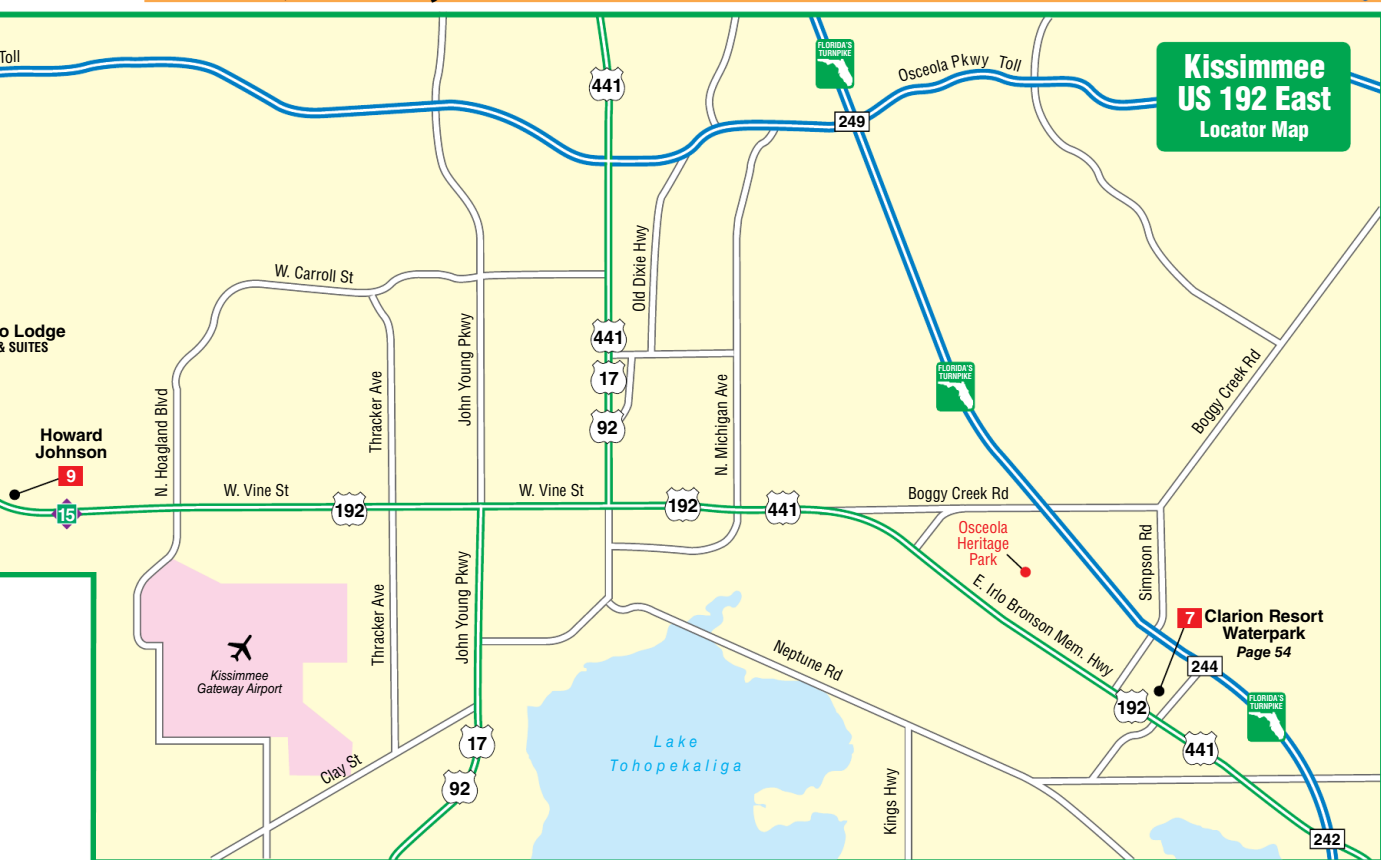 Toll
441
FLORIDA'S
TURNPIKE
Osceola Pkwy Toll
Kissimmee
US 192 East
Locator Map
249
W. Carroll St
Old Dixie Hwy
o Lodge
& SUITES
441
17
92
John Young Pkwy
Thracker Ave
N. Hoagland Blvd
N. Michigan Ave
FLORIDA'S
TURNPIKE
Boggy Creek Rd
Howard
Johnson
9
15
W. Vine St
192
W. Vine St
192
441
Boggy Creek Rd
Osceola
Heritage
Park
Simpson Rd
E. Irlo Bronson Mem. Hwy
Thracker Ave
John Young Pkwy
7
Clarion Resort
Waterpark
Page 54
Kissimmee
Gateway Airport
Neptune Rd
244
192
FLORIDA'S
TURNPIKE
441
17
Lake
Tohopekaliga
Clay St
92
Kings Hwy
242